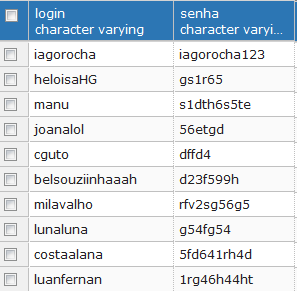 login senha
character varying character varyi...
iagorocha iagorocha123
heloisaHG gs1r65
manu s1dth6s5te
joanalol 56etgd
cguto dffd4
belsouziinhaaah d23f599h
milavalho rfv2sg56g5
lunaluna g54fg54
costaalana 5fd641rh4d
luanfernan 1rg46h44ht